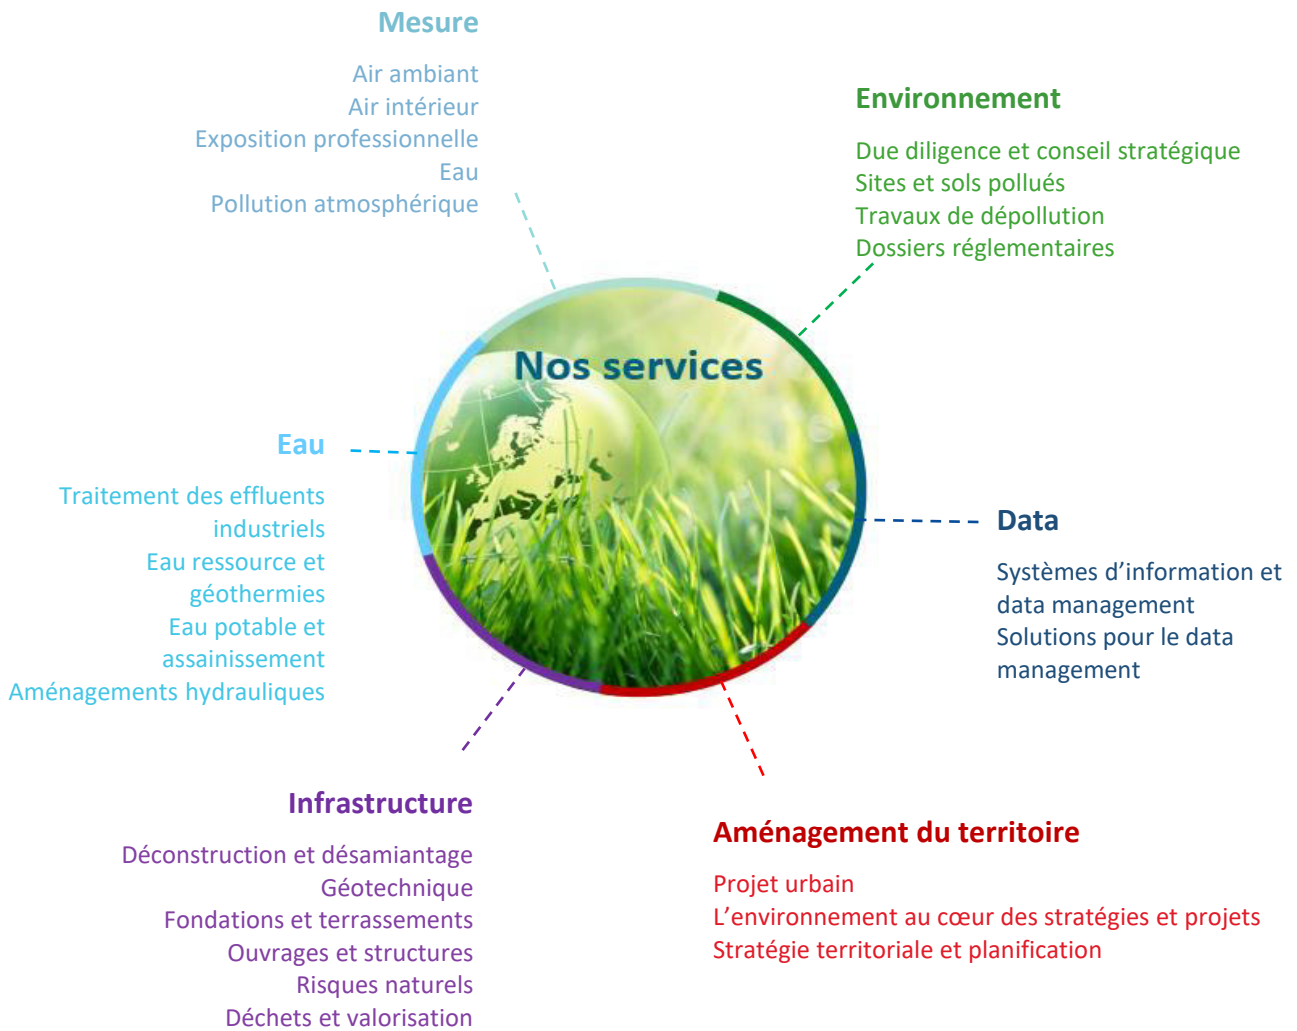 Mesure
Air ambiant
Air intérieur
Exposition professionnelle
Eau
Pollution atmosphérique
Environnement
Due diligence et conseil stratégique
Sites et sols pollués
Travaux de dépollution
Dossiers réglementaires
Nos services
Eau
Traitement des effluents
industriels
Eau ressource et
géothermies
Eau potable et
assainissement
Aménagements hydrauliques
Data
Systèmes d’information et
data management
Solutions pour le data
management
Infrastructure
Déconstruction et désamiantage
Géotechnique
Fondations et terrassements
Ouvrages et structures
Risques naturels
Déchets et valorisation
Aménagement du territoire
Projet urbain
L’environnement au cœur des stratégies et projets
Stratégie territoriale et planification